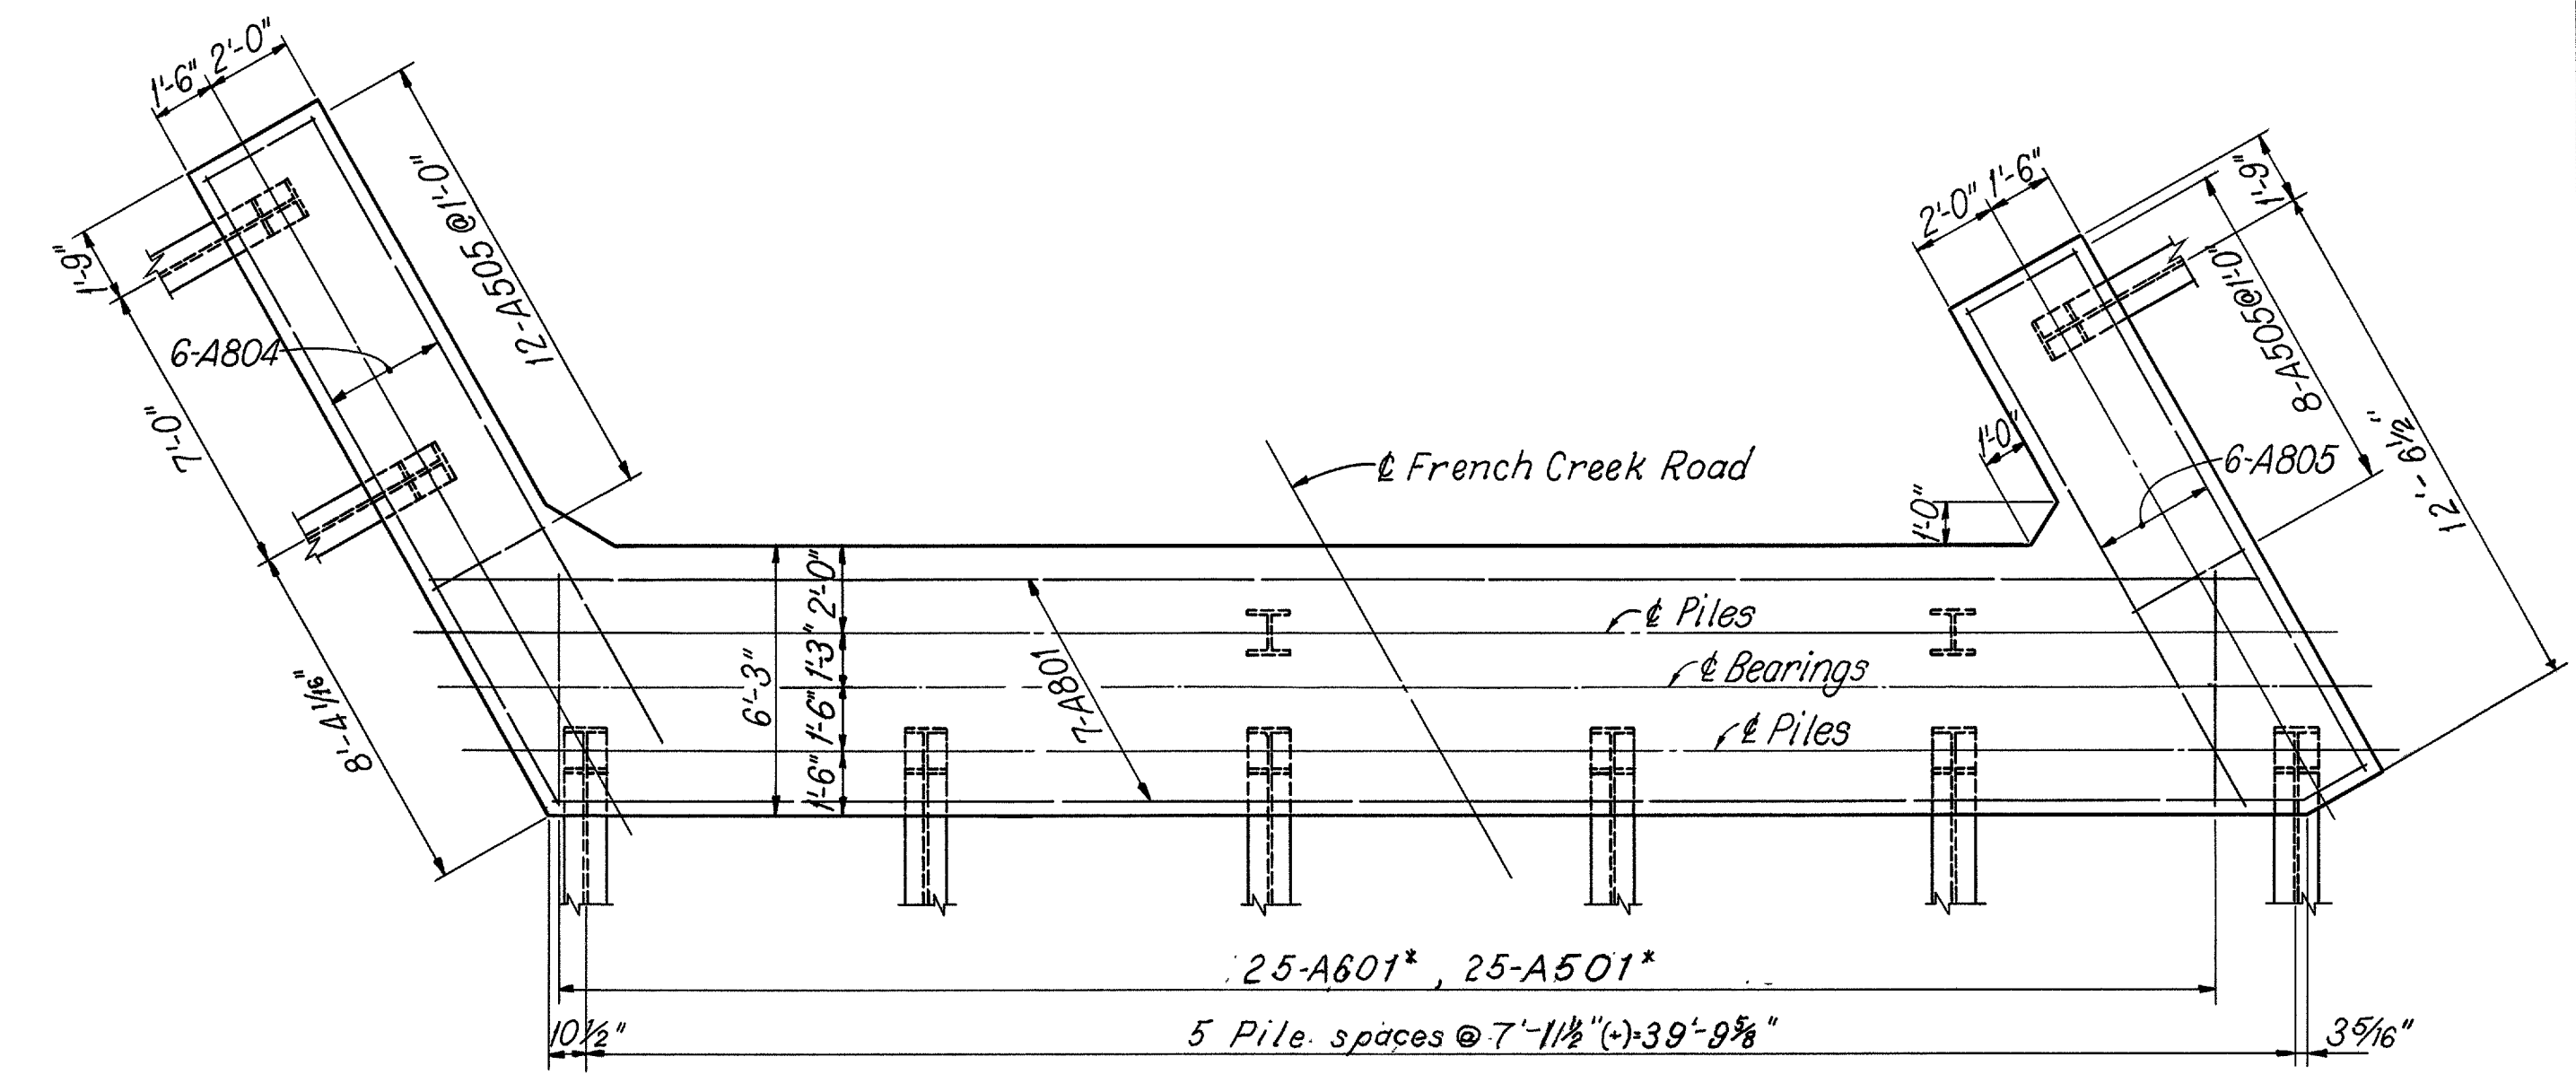 1'-6" 2'-0"
12-A505 @1'-0"
1'-9"
6-A804
7'-0"
8'-4 1/16"
2'-0" 1'-6"
1'-9"
8-A505@1'-0"
12'-6 1/2"
1'-0"
6-A805
1'-0"
℄ French Creek Road
2'-0"
℄ Piles
1'-3"
6'-3"
7-A801
℄ Bearings
1'-6"
℄ Piles
1'-6"
25-A601*, 25-A501*
10 1/2"
5 Pile spaces @ 7'-11 1/2"(+)=39'-9 5/8"
3 5/16"